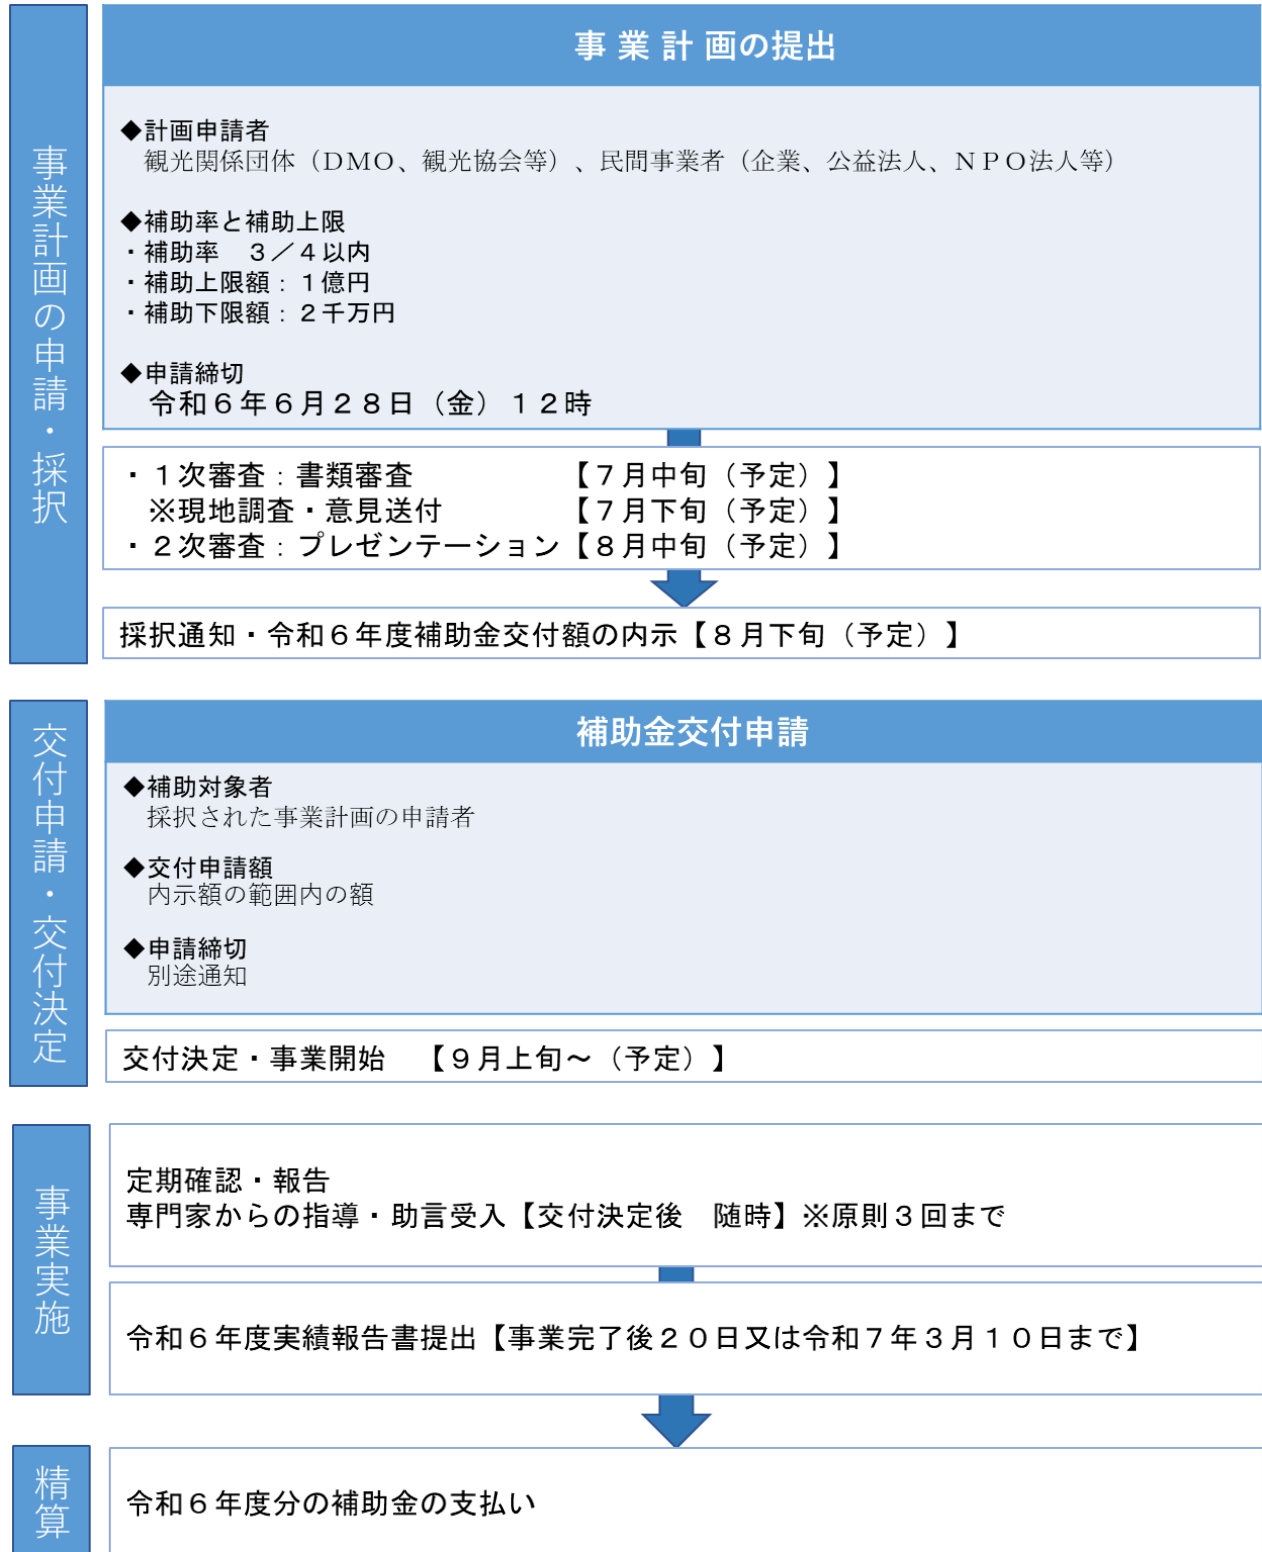 事業計画の申請・採択
事 業 計 画の提出
◆計画申請者
観光関係団体（ＤＭＯ、観光協会等）、民間事業者（企業、公益法人、ＮＰＯ法人等）
◆補助率と補助上限
・補助率　３／４以内
・補助上限額：１億円
・補助下限額：２千万円
◆申請締切
令和６年６月２８日（金）１２時
・１次審査：書類審査　　　　　　【７月中旬（予定）】
※現地調査・意見送付　　　　　【７月下旬（予定）】
・２次審査：プレゼンテーション【８月中旬（予定）】
採択通知・令和６年度補助金交付額の内示【８月下旬（予定）】
交付申請・交付決定
補助金交付申請
◆補助対象者
採択された事業計画の申請者
◆交付申請額
内示額の範囲内の額
◆申請締切
別途通知
交付決定・事業開始　【９月上旬～（予定）】
事業実施
定期確認・報告
専門家からの指導・助言受入【交付決定後　随時】※原則３回まで
令和６年度実績報告書提出【事業完了後２０日又は令和７年３月１０日まで】
精算
令和６年度分の補助金の支払い